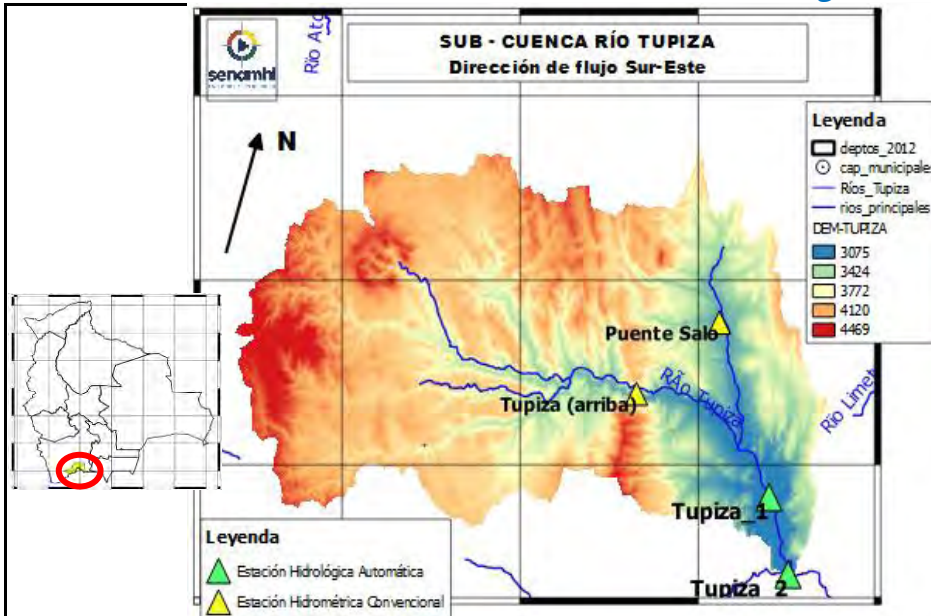 SUB - CUENCA RÍO TUPIZA
Dirección de flujo Sur-Este
senamhi
Río Ato
N
Leyenda
deptos_2012
cap_municipales
Ríos_Tupiza
rios_principales
DEM-TUPIZA
3075
3424
3772
4120
4469
Puente Salo
RÃ­o Tupiza
Tupiza (arriba)
Río Limet
Tupiza_1
Tupiza_2
Leyenda
Estación Hidrológica Automática
Estación Hidrométrica Convencional